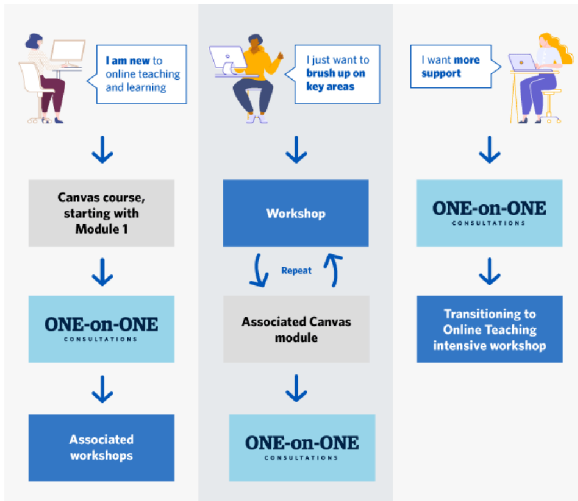 I am new to
online teaching
and learning
Canvas course,
starting with
Module 1
ONE-on-ONE
CONSULTATIONS
Associated
workshops
I just want to
brush up on
key areas
Workshop
Repeat
Associated Canvas
module
ONE-on-ONE
CONSULTATIONS
I want more
support
ONE-on-ONE
CONSULTATIONS
Transitioning to
Online Teaching
intensive workshop